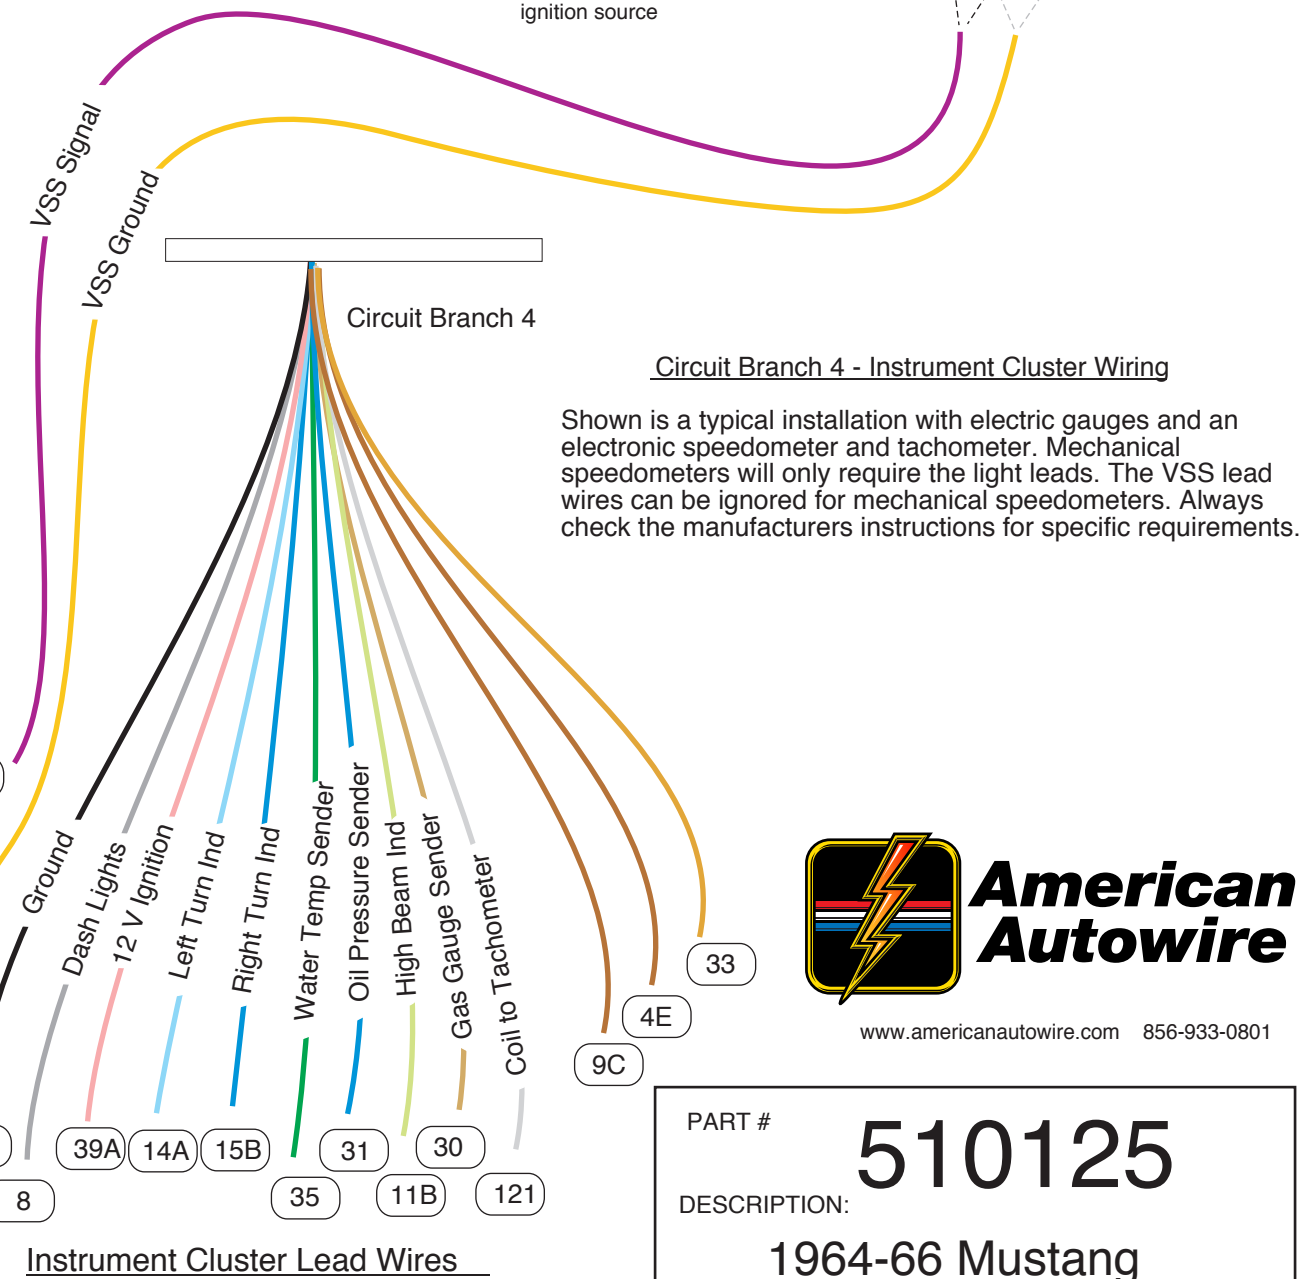 ignition source
VSS Signal
VSS Ground
Circuit Branch 4
Circuit Branch 4 - Instrument Cluster Wiring
Shown is a typical installation with electric gauges and an
electronic speedometer and tachometer. Mechanical
speedometers will only require the light leads. The VSS lead
wires can be ignored for mechanical speedometers. Always
check the manufacturers instructions for specific requirements.
Ground
Dash Lights
12 V Ignition
Left Turn Ind
Right Turn Ind
Water Temp Sender
Oil Pressure Sender
High Beam Ind
Gas Gauge Sender
Coil to Tachometer
33
4E
9C
8
39A
14A
15B
35
31
11B
30
121
Instrument Cluster Lead Wires
American
Autowire
www.americanautowire.com 856-933-0801
PART #
510125
DESCRIPTION:
1964-66 Mustang